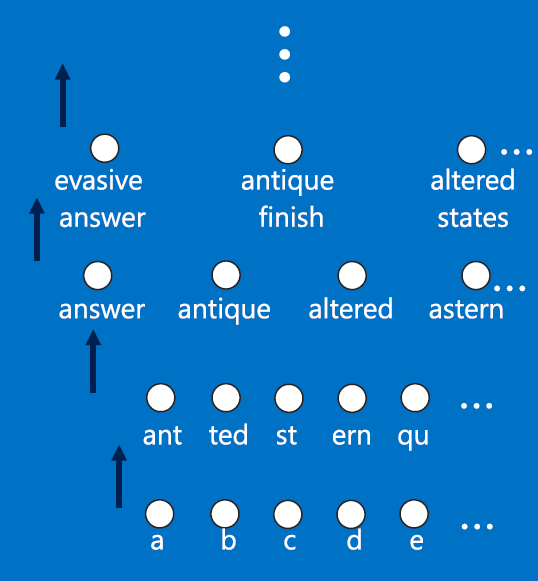 evasive antique altered
answer finish states
answer antique altered astern
ant ted st ern qu
a b c d e